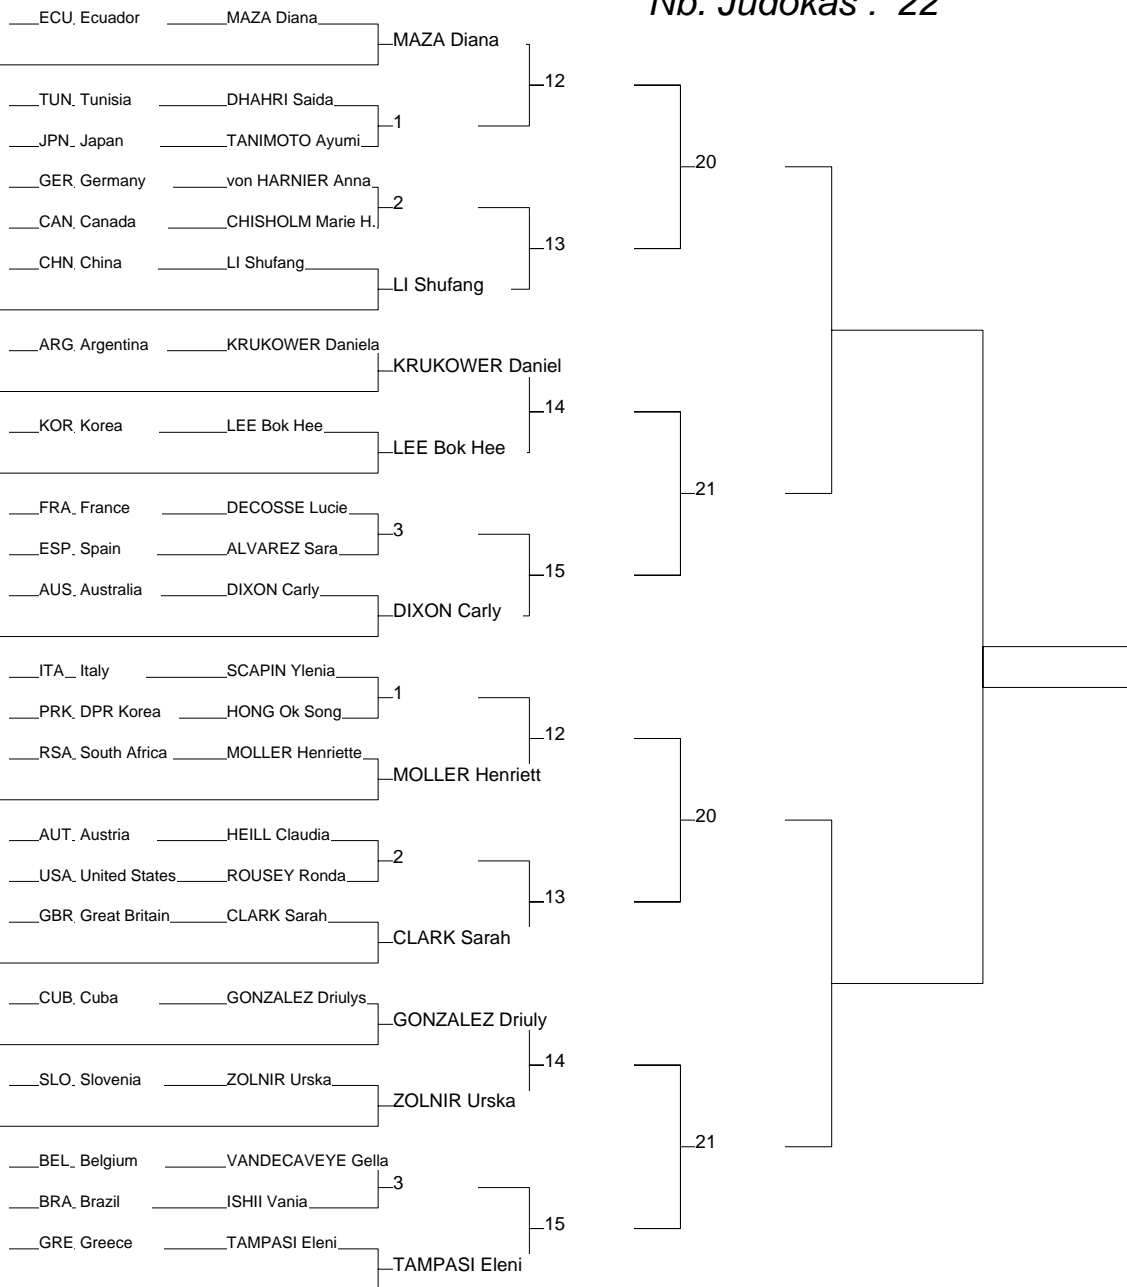 Nb. Judokas : 22
ECU Ecuador MAZA Diana
MAZA Diana
12
TUN Tunisia DHAHRI Saida
1
JPN Japan TANIMOTO Ayumi
20
GER Germany von HARNIER Anna
2
CAN Canada CHISHOLM Marie H.
13
CHN China LI Shufang
LI Shufang
ARG Argentina KRUKOWER Daniela
KRUKOWER Daniel
14
KOR Korea LEE Bok Hee
LEE Bok Hee
21
FRA France DECOSSE Lucie
3
ESP Spain ALVAREZ Sara
15
AUS Australia DIXON Carly
DIXON Carly
ITA Italy SCAPIN Ylenia
1
PRK DPR Korea HONG Ok Song
12
RSA South Africa MOLLER Henriette
MOLLER Henriett
20
AUT Austria HEILL Claudia
2
USA United States ROUSEY Ronda
13
GBR Great Britain CLARK Sarah
CLARK Sarah
CUB Cuba GONZALEZ Driulys
GONZALEZ Driuly
14
SLO Slovenia ZOLNIR Urska
ZOLNIR Urska
21
BEL Belgium VANDECAVEYE Gella
3
BRA Brazil ISHII Vania
15
GRE Greece TAMPASI Eleni
TAMPASI Eleni